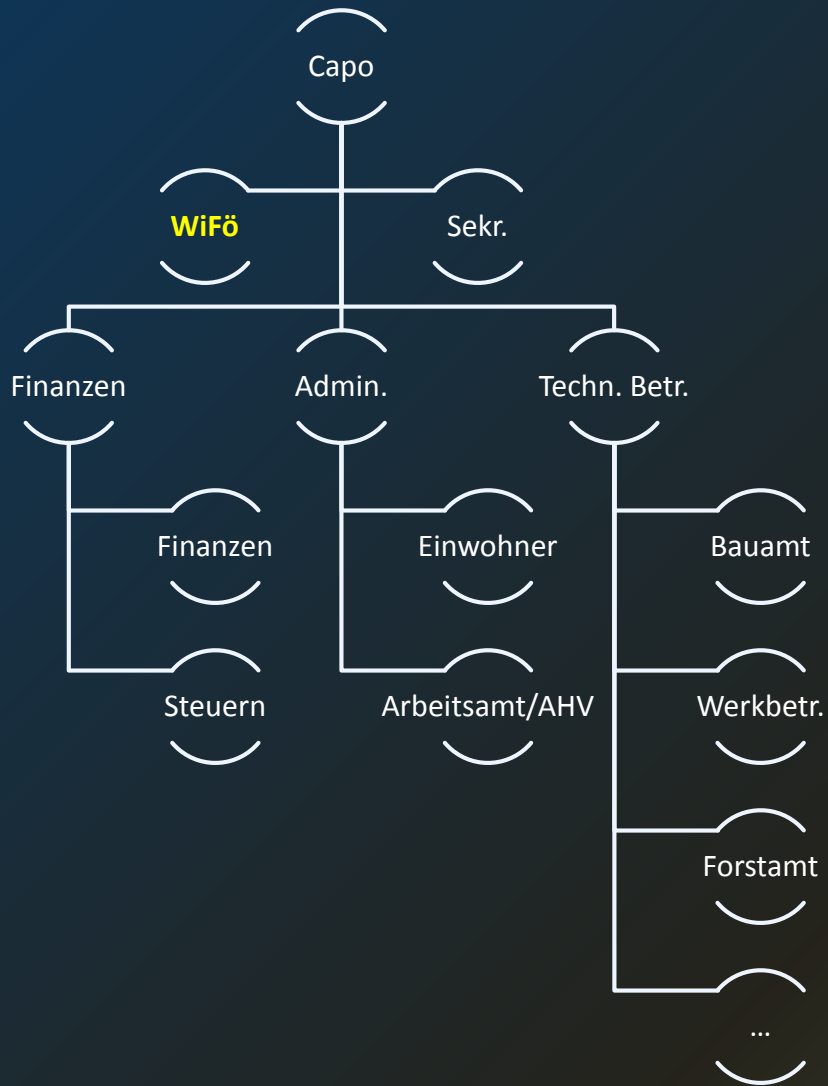 Capo
WiFö
Sekr.
Finanzen
Admin.
Techn. Betr.
Finanzen
Einwohner
Bauamt
Steuern
Arbeitsamt/AHV
Werkbetr.
Forstamt
...